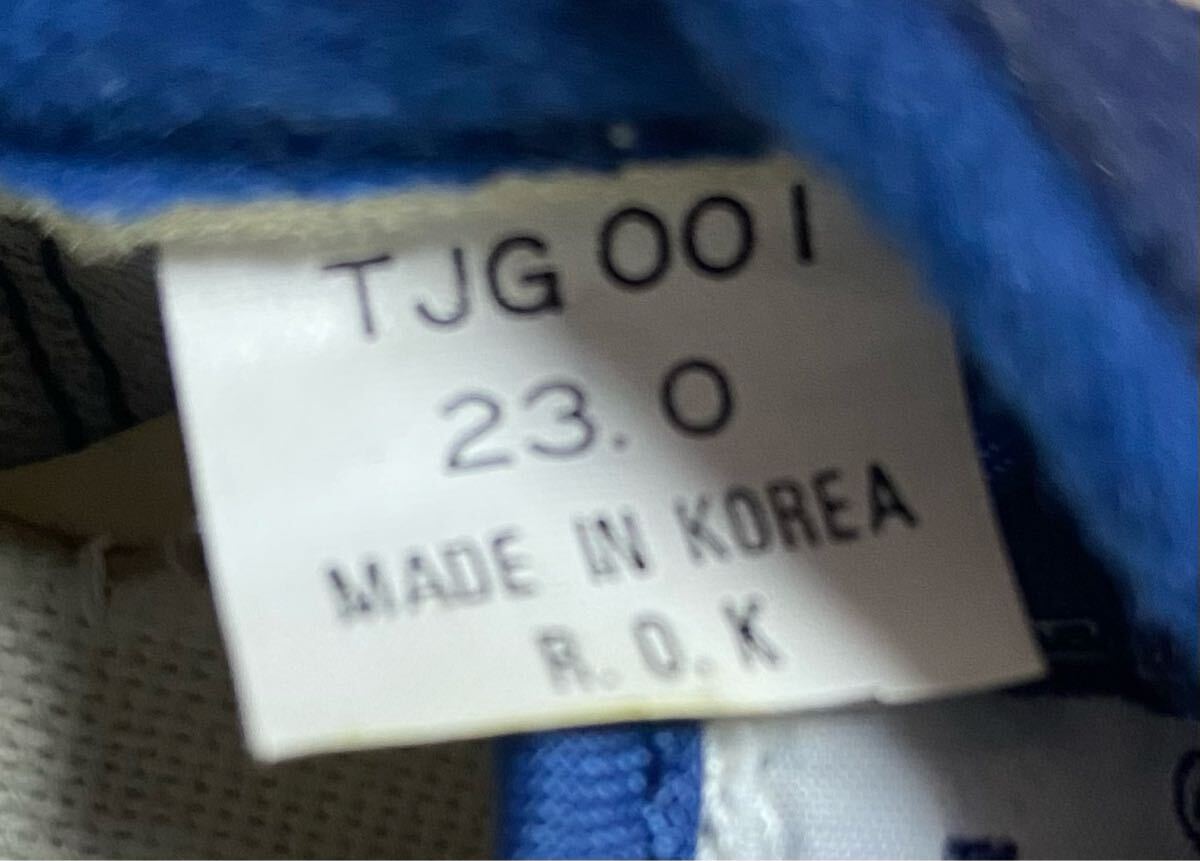 TJG 001
23.0
MADE IN KOREA
R.O.K